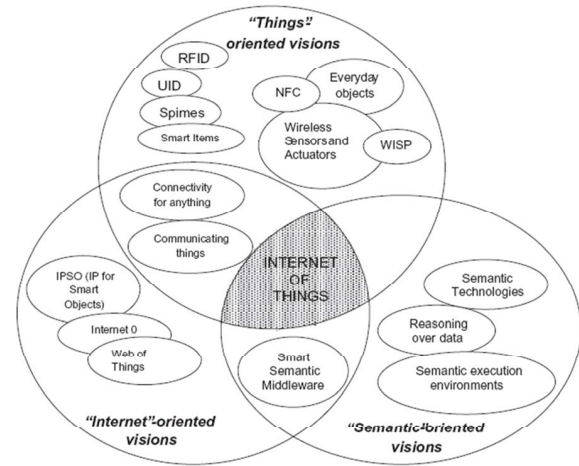 "Things"-
oriented visions
RFID
UID
Spimes
Smart Items
NFC
Everyday
objects
Wireless
Sensors and
Actuators
WISP
Connectivity
for anything
Communicating
things
INTERNET
OF
THINGS
IPSO (IP for
Smart
Objects)
Internet 0
Web of
Things
Smart
Semantic
Middleware
Semantic
Technologies
Reasoning
over data
Semantic execution
environments
"Internet"-oriented
visions
"Semantic-oriented
visions